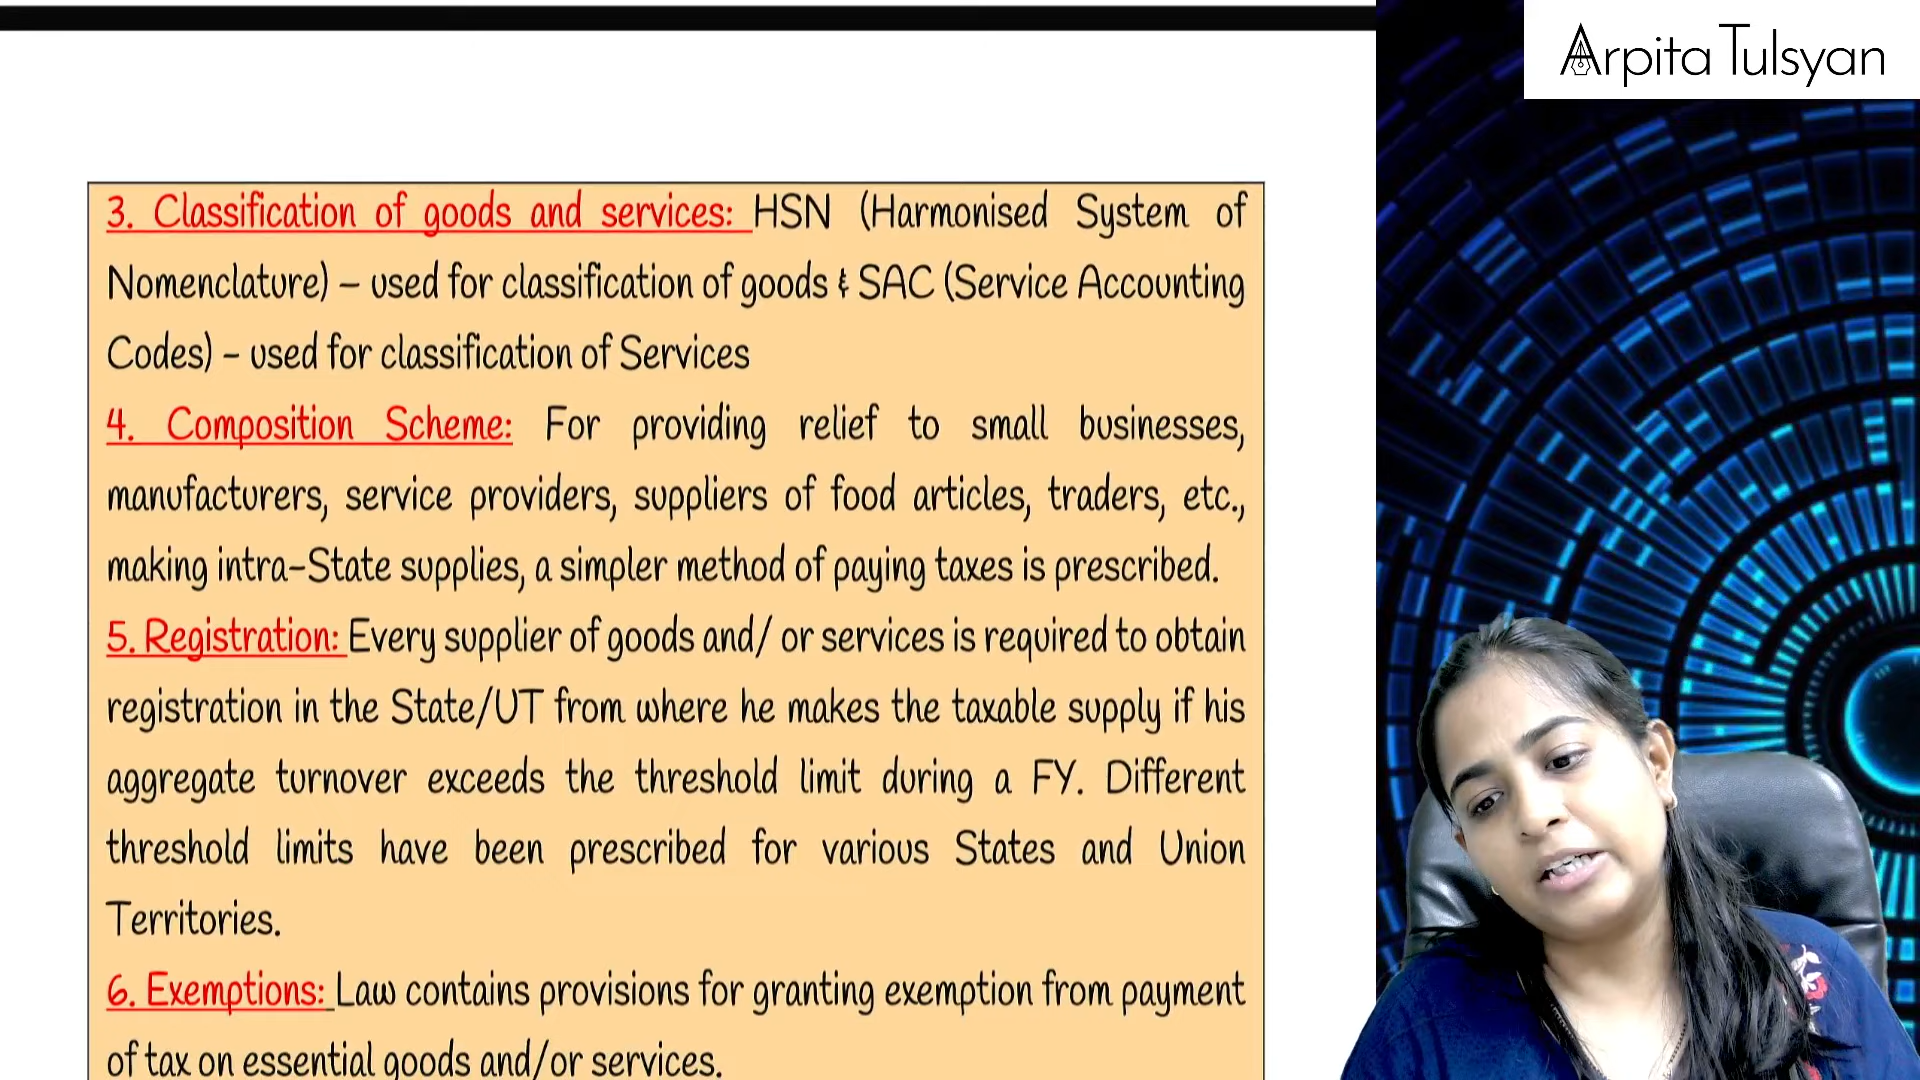 Arpita Tulsyan
3. Classification of goods and services: HSN (Harmonised System of
Nomenclature) – used for classification of goods & SAC (Service Accounting
Codes) – used for classification of Services
4. Composition Scheme: For providing relief to small businesses,
manufacturers, service providers, suppliers of food articles, traders, etc.,
making intra-State supplies, a simpler method of paying taxes is prescribed.
5. Registration: Every supplier of goods and/ or services is required to obtain
registration in the State/UT from where he makes the taxable supply if his
aggregate turnover exceeds the threshold limit during a FY. Different
threshold limits have been prescribed for various States and Union
Territories.
6. Exemptions: Law contains provisions for granting exemption from payment
of tax on essential goods and/or services.